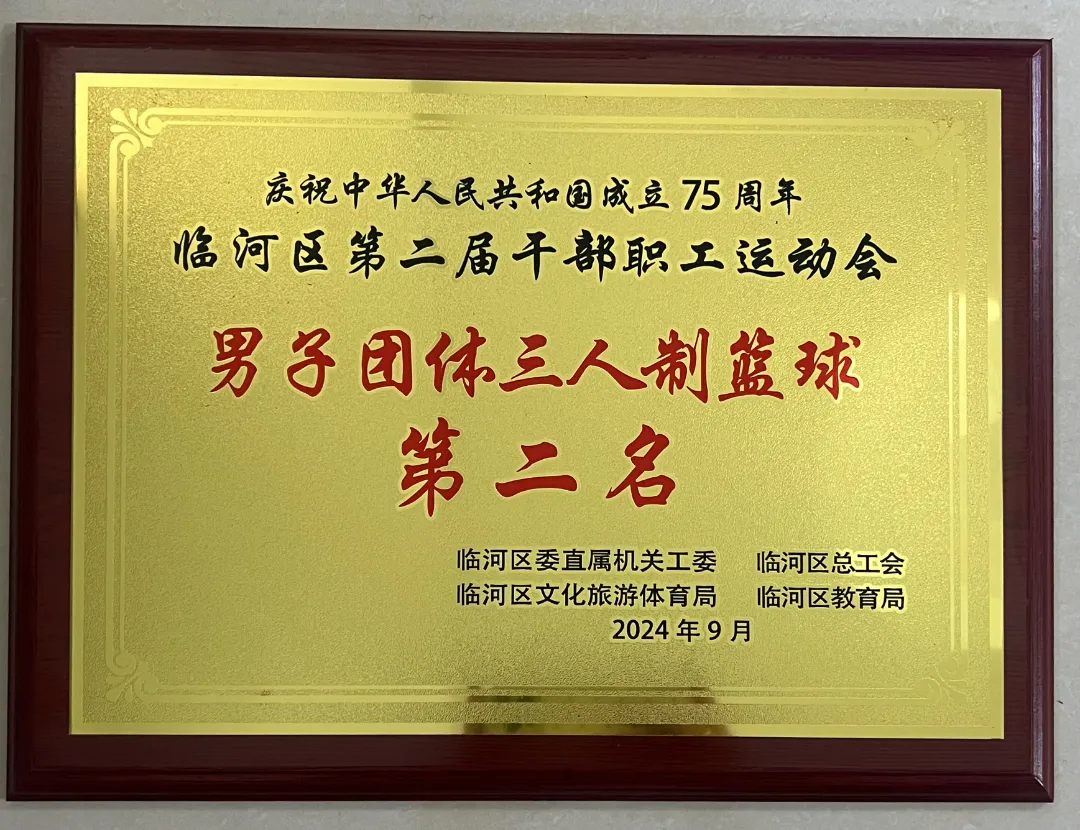 庆祝中华人民共和国成立75周年
临河区第二届干部职工运动会
男子团体三人制篮球
第二名
临河区委直属机关工委 临河区总工会
临河区文化旅游体育局 临河区教育局
2024年9月